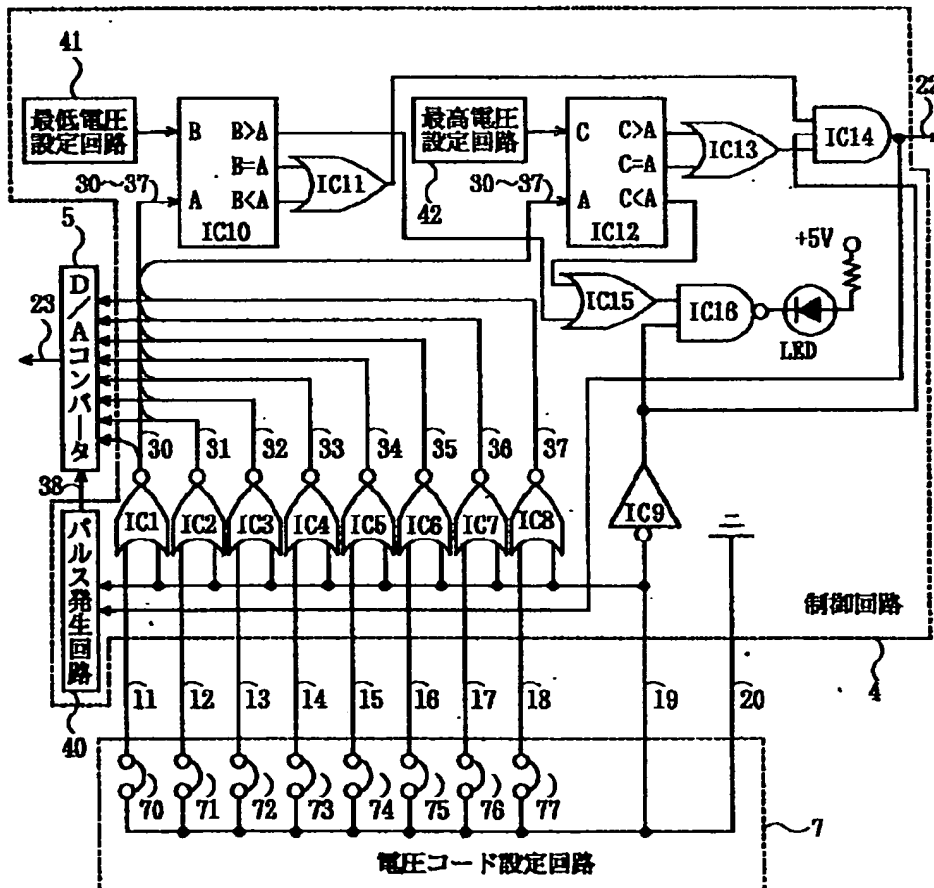 41
最低電圧
設定回路
B
A
B>A
B=A
B<A
IC10
30〜37
IC11
最高電圧
設定回路
42
30〜37
C
A
C>A
C=A
C<A
IC12
IC13
IC14
22
5
D/Aコンバータ
23
IC15
IC16
+5V
LED
30
31
32
33
34
35
36
37
38
IC1
IC2
IC3
IC4
IC5
IC6
IC7
IC8
IC9
パルス発生回路
40
制御回路
4
11
12
13
14
15
16
17
18
19
20
70
71
72
73
74
75
76
77
7
電圧コード設定回路